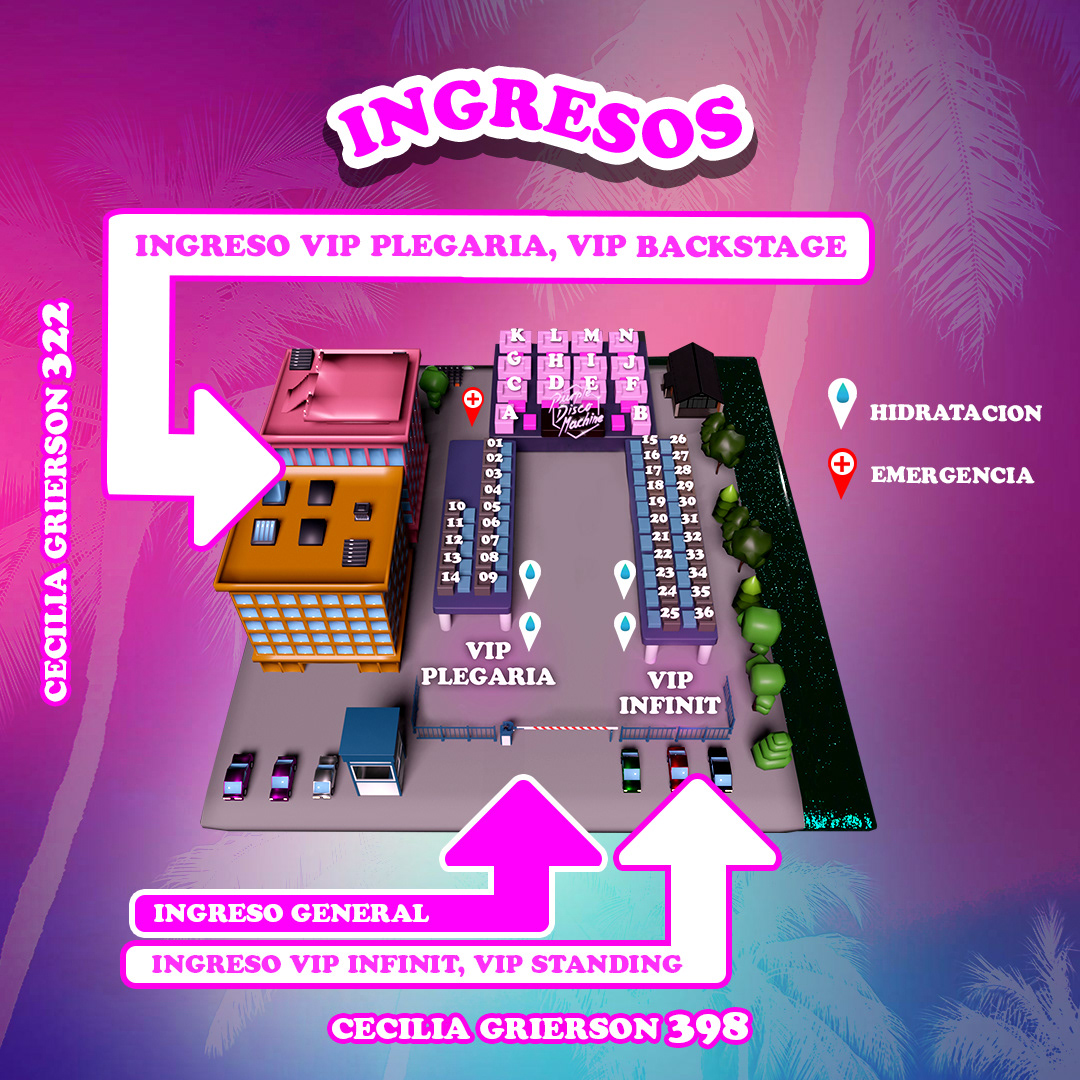 INGRESOS
INGRESO VIP PLEGARIA, VIP BACKSTAGE
CECILIA GRIERSON 322
K L M N
G H I J
C D E F
A B
Purple
Disco
Machine
HIDRATACION
EMERGENCIA
01
02
03
04
10 05
11 06
12 07
13 08
14 09
15 26
16 27
17 28
18 29
19 30
20 31
21 32
22 33
23 34
24 35
25 36
VIP
PLEGARIA
VIP
INFINIT
INGRESO GENERAL
INGRESO VIP INFINIT, VIP STANDING
CECILIA GRIERSON 398